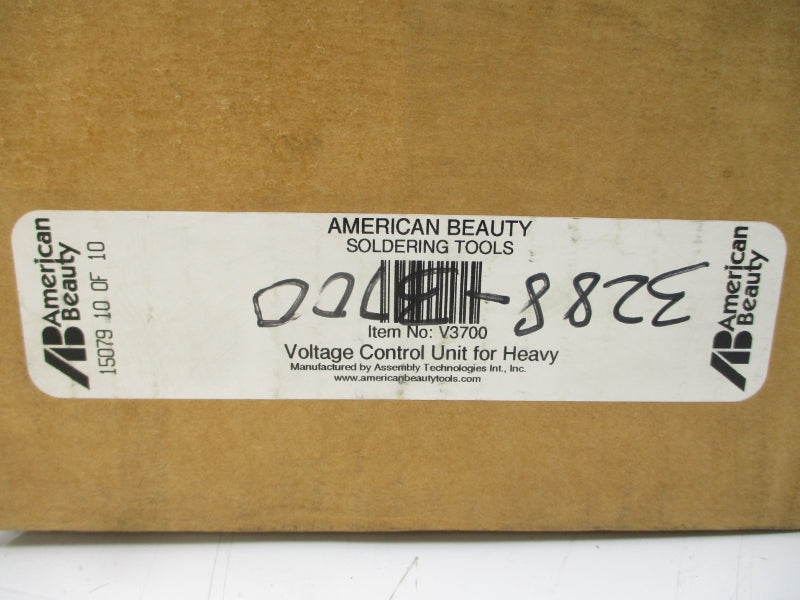 American
Beauty
15079 10 OF 10
AMERICAN BEAUTY
SOLDERING TOOLS
Item No: V3700
Voltage Control Unit for Heavy
Manufactured by Assembly Technologies Int., Inc.
www.americanbeautytools.com
American
Beauty